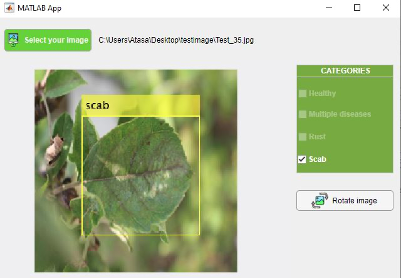 MATLAB App
Select your image
C:\Users\Atasa\Desktop\testImage\Test_35.jpg
scab
CATEGORIES
Healthy
Multiple diseases
Rust
Scab
Rotate image